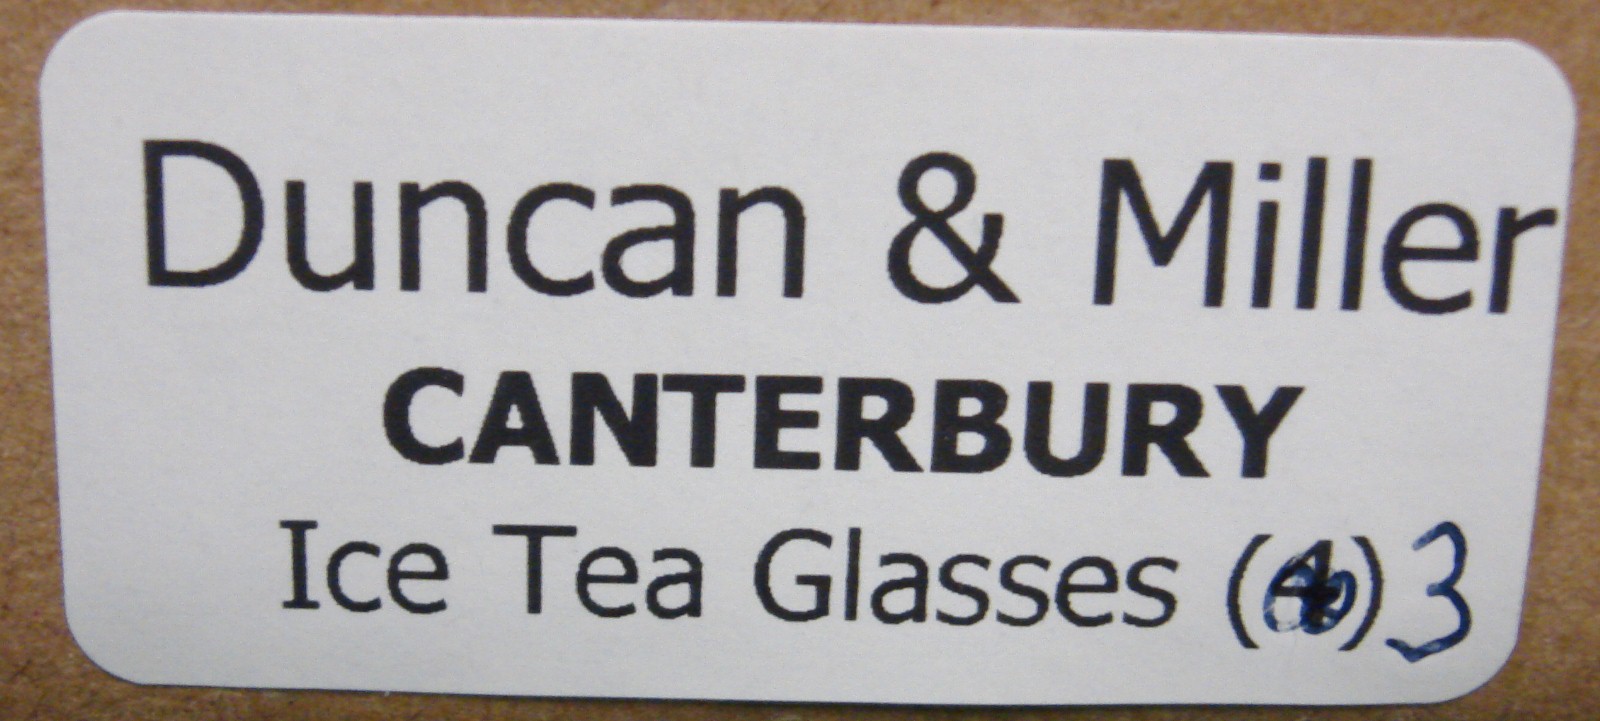 Duncan & Miller
CANTERBURY
Ice Tea Glasses (4) 3